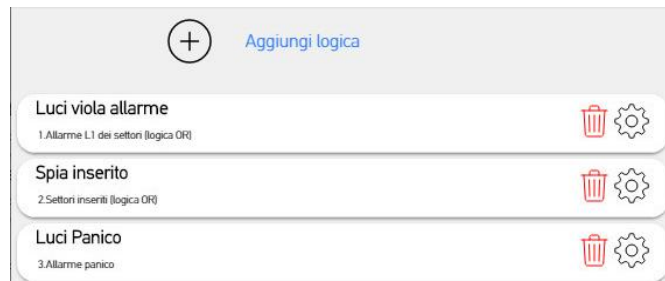 Aggiungi logica
Luci viola allarme
1.Allarme L1 dei settori (logica OR)
Spia inserito
2.Settori inseriti (logica OR)
Luci Panico
3.Allarme panico